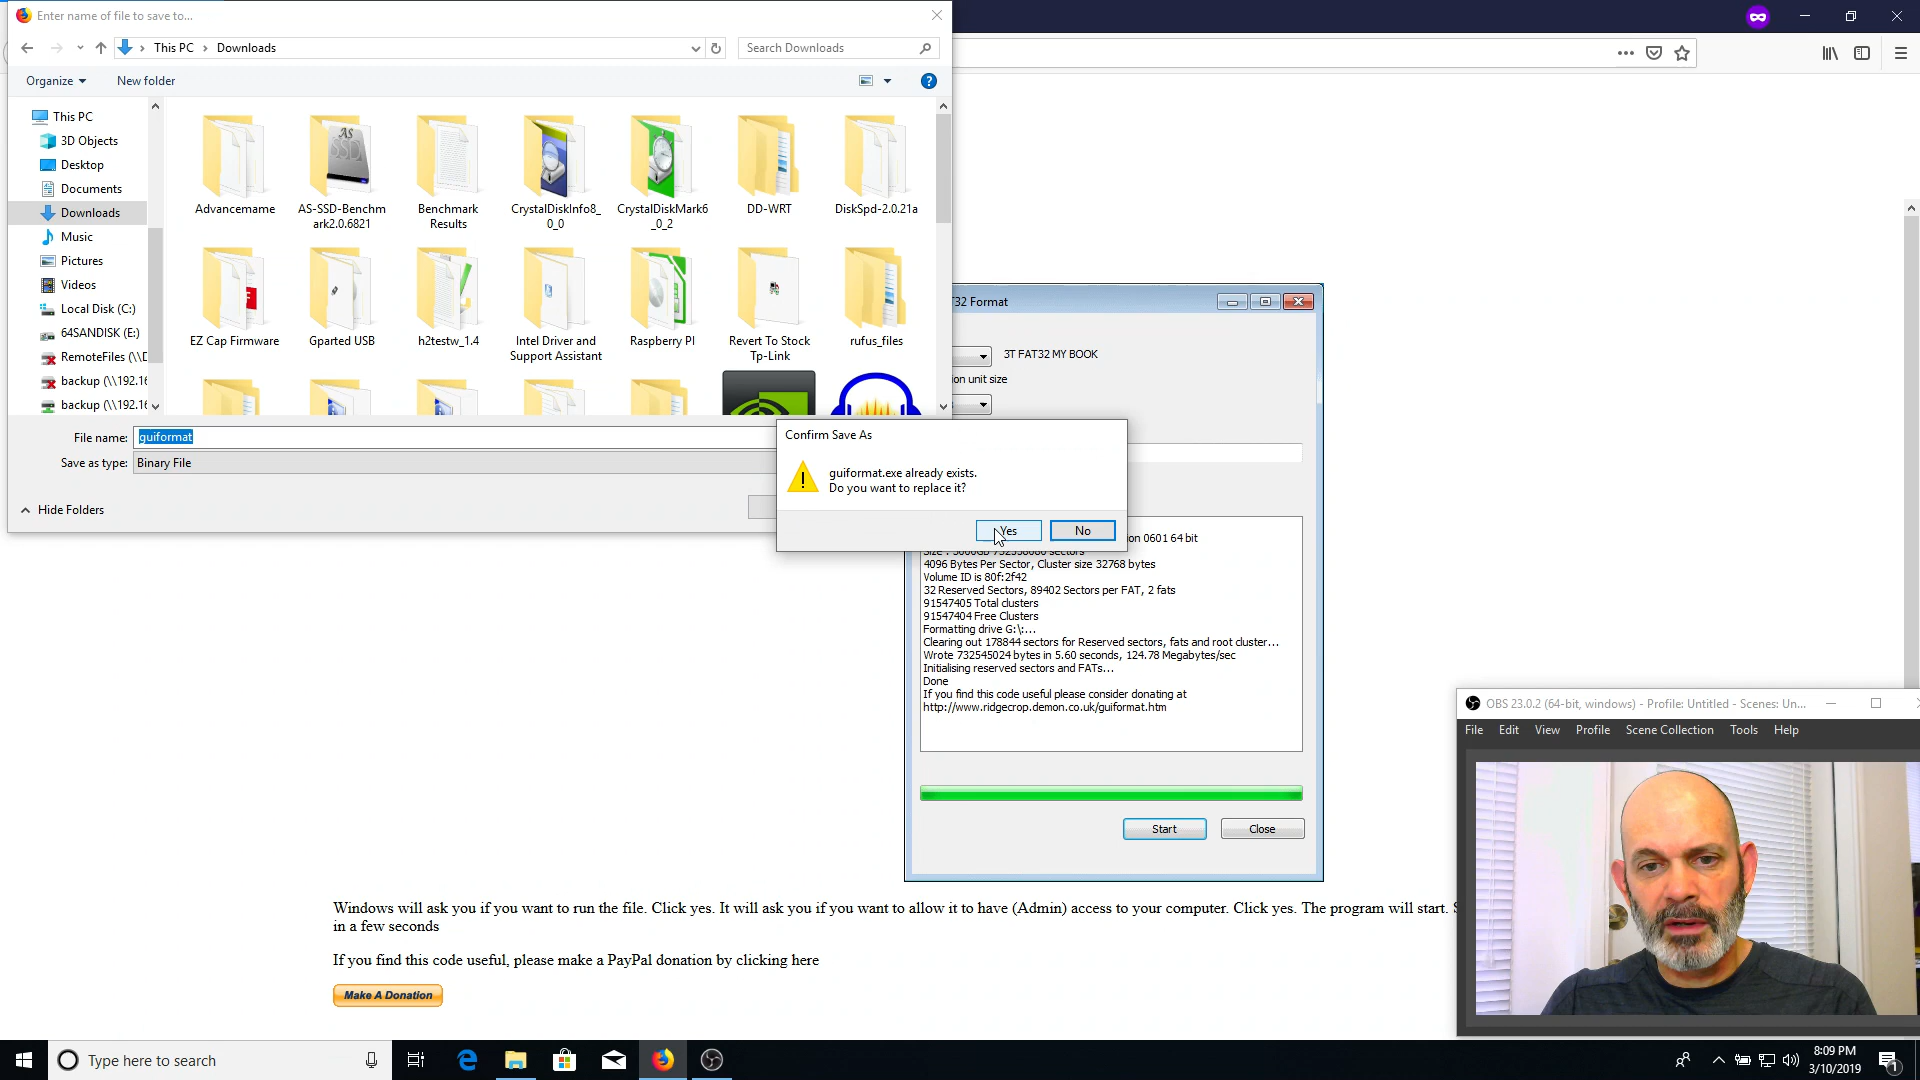 Enter name of file to save to...
This PC
Downloads
Search Downloads
Organize
New folder
This PC
3D Objects
Desktop
Documents
Downloads
Music
Pictures
Videos
Local Disk (C:)
64SANDISK (E:)
RemoteFiles (\\D
backup (\\192.16
backup (\\192.16
Advancemame
AS-SSD-Benchm
ark2.0.6821
Benchmark
Results
CrystalDiskInfo8_
0_0
CrystalDiskMark6
_0_2
DD-WRT
DiskSpd-2.0.21a
EZ Cap Firmware
Gparted USB
h2testw_1.4
Intel Driver and
Support Assistant
Raspberry PI
Revert To Stock
Tp-Link
rufus_files
File name:
guiformat
Save as type:
Binary File
Hide Folders
Confirm Save As
guiformat.exe already exists.
Do you want to replace it?
Yes
No
T32 Format
3T FAT32 MY BOOK
ion unit size
on 0601 64 bit
4096 Bytes Per Sector, Cluster size 32768 bytes
Volume ID is 80f:2f42
32 Reserved Sectors, 89402 Sectors per FAT, 2 fats
91547405 Total clusters
91547404 Free Clusters
Formatting drive G:\:...
Clearing out 178844 sectors for Reserved sectors, fats and root cluster...
Wrote 732545024 bytes in 5.60 seconds, 124.78 Megabytes/sec
Initialising reserved sectors and FATs...
Done
If you find this code useful please consider donating at
http://www.ridgecrop.demon.co.uk/guiformat.htm
Start
Close
Windows will ask you if you want to run the file. Click yes. It will ask you if you want to allow it to have (Admin) access to your computer. Click yes. The program will start. S
in a few seconds
If you find this code useful, please make a PayPal donation by clicking here
Make A Donation
OBS 23.0.2 (64-bit, windows) - Profile: Untitled - Scenes: Un...
File
Edit
View
Profile
Scene Collection
Tools
Help
Type here to search
8:09 PM
3/10/2019
1